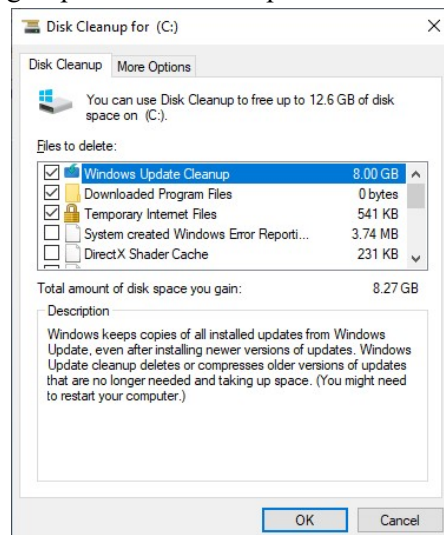 Disk Cleanup for (C:)
Disk Cleanup
More Options
You can use Disk Cleanup to free up to 12.6 GB of disk
space on (C:).
Files to delete:
Windows Update Cleanup 8.00 GB
Downloaded Program Files 0 bytes
Temporary Internet Files 541 KB
System created Windows Error Reporti... 3.74 MB
DirectX Shader Cache 231 KB
Total amount of disk space you gain: 8.27 GB
Description
Windows keeps copies of all installed updates from Windows
Update, even after installing newer versions of updates. Windows
Update cleanup deletes or compresses older versions of updates
that are no longer needed and taking up space. (You might need
to restart your computer.)
OK Cancel